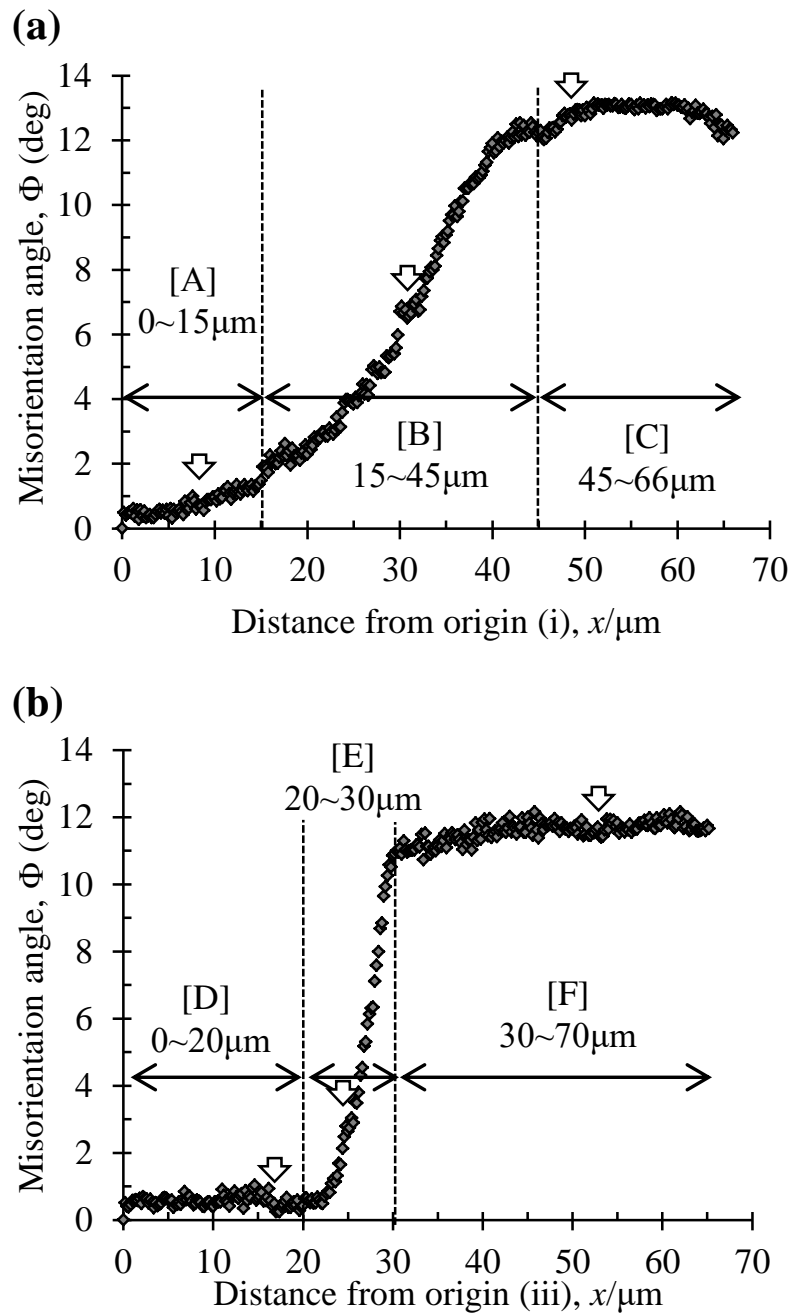 (a)
14
12
10
8
6
4
2
0
Misorientaion angle, Φ (deg)
[A]
0~15μm
[B]
15~45μm
[C]
45~66μm
0 10 20 30 40 50 60 70
Distance from origin (i), x/μm
(b)
14
12
10
8
6
4
2
0
Misorientaion angle, Φ (deg)
[E]
20~30μm
[D]
0~20μm
[F]
30~70μm
0 10 20 30 40 50 60 70
Distance from origin (iii), x/μm